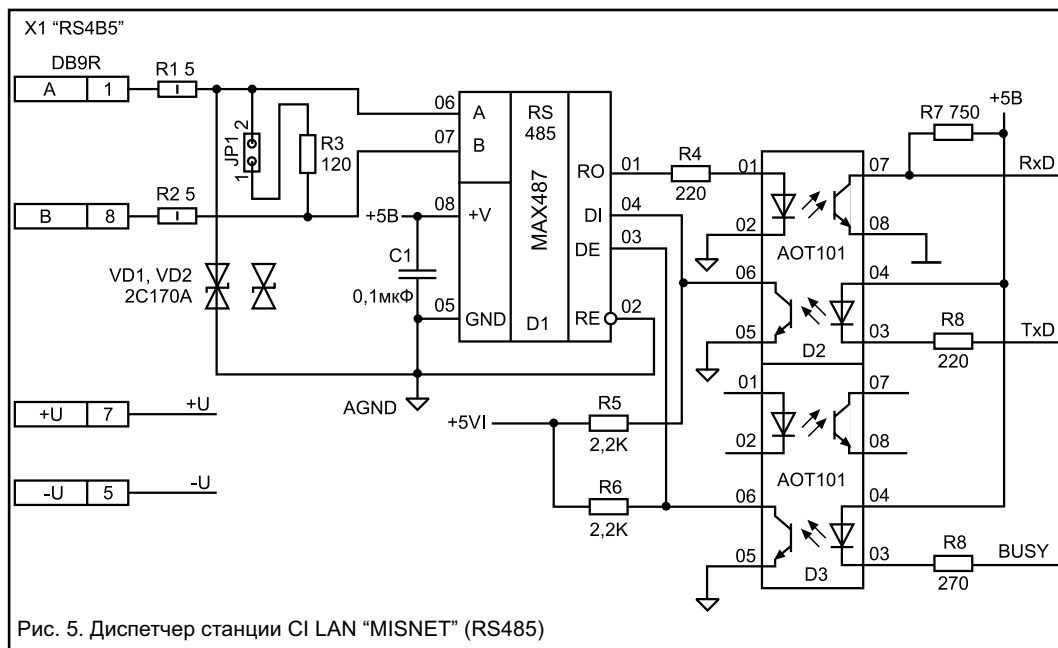 X1 “RS4B5”
DB9R
A 1
R1 5
JP1
1 2
R3
120
B 8
R2 5
VD1, VD2
2C170A
+U 7 +U
-U 5 -U
+5В
C1
0,1мкФ
AGND
06 A
07 B
08 +V
05 GND
RS
485
MAX487
D1
RO 01
DI 04
DE 03
RE 02
R4
220
+5VI
R5
2,2K
R6
2,2K
+5В
R7 750
RxD
01 07
02 08
AOT101
06 04
05 03
D2
R8
220
TxD
01 07
02 08
AOT101
06 04
05 03
D3
R8
270
BUSY
Рис. 5. Диспетчер станции CI LAN “MISNET” (RS485)